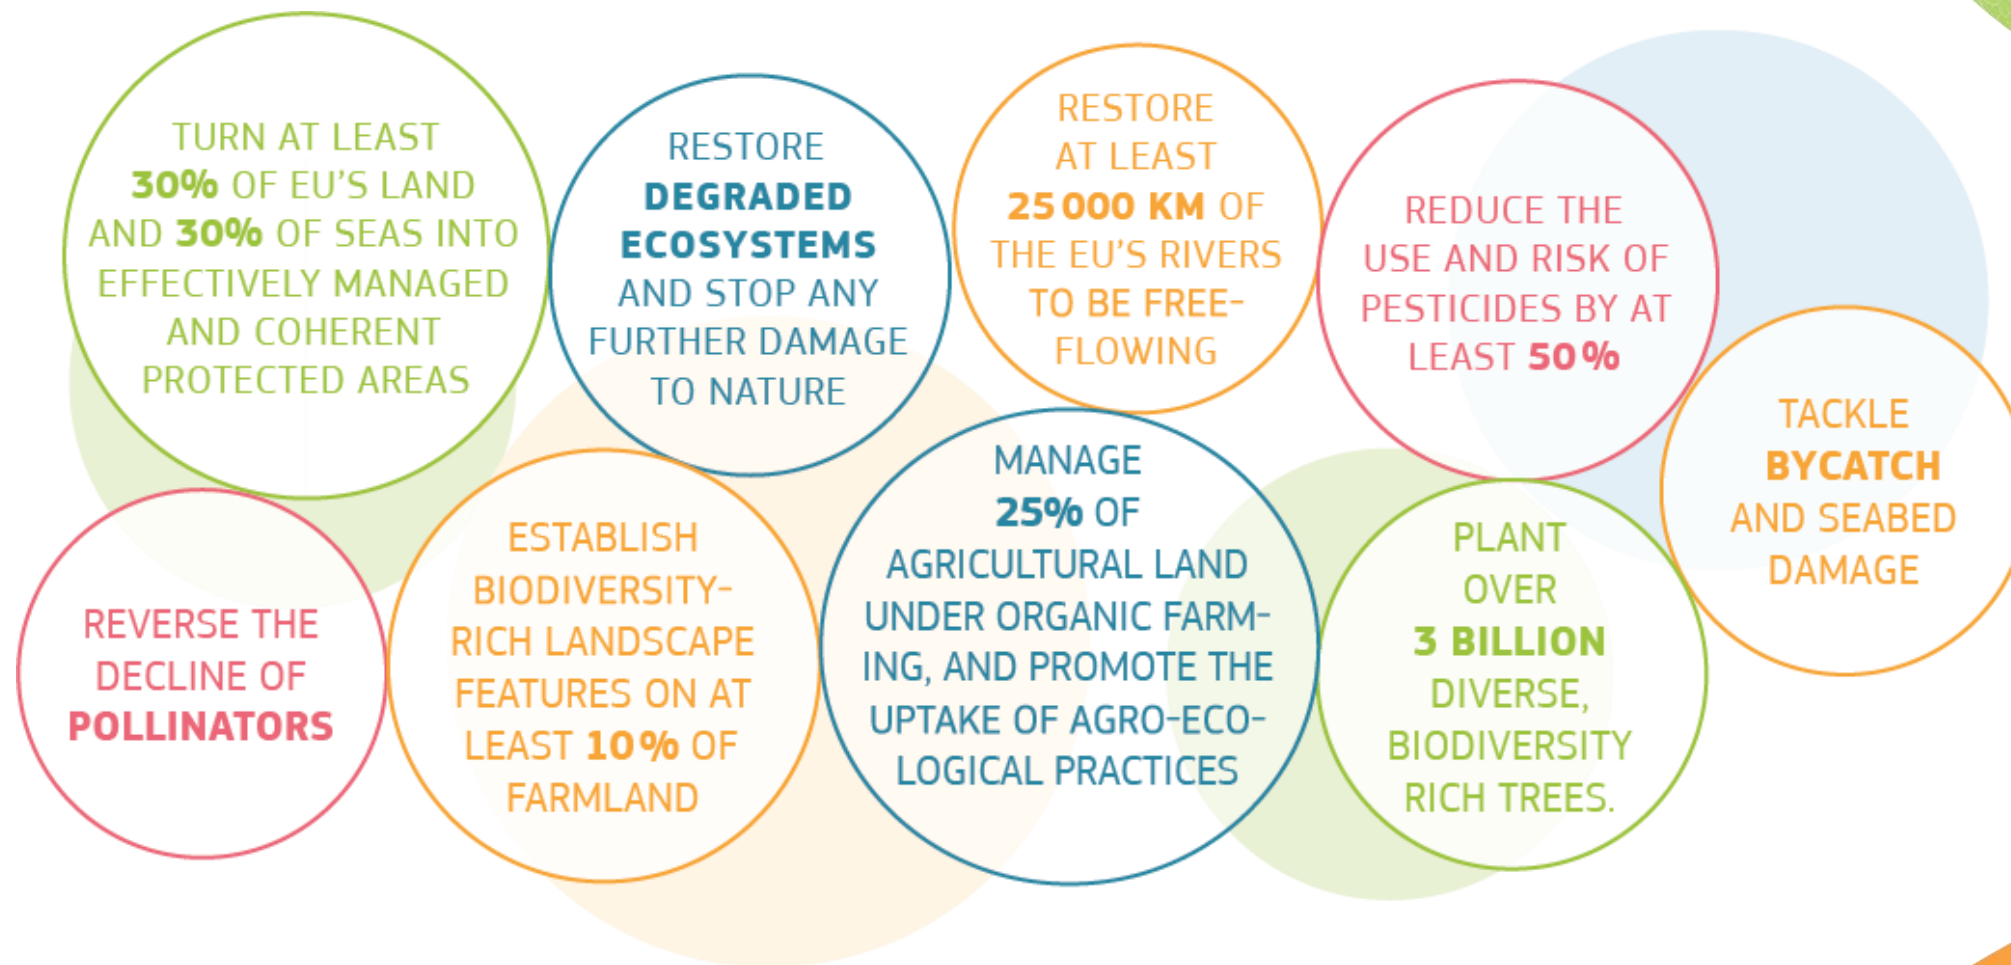 TURN AT LEAST
30% OF EU'S LAND
AND 30% OF SEAS INTO
EFFECTIVELY MANAGED
AND COHERENT
PROTECTED AREAS
RESTORE
DEGRADED
ECOSYSTEMS
AND STOP ANY
FURTHER DAMAGE
TO NATURE
RESTORE
AT LEAST
25 000 KM OF
THE EU'S RIVERS
TO BE FREE-
FLOWING
REDUCE THE
USE AND RISK OF
PESTICIDES BY AT
LEAST 50%
TACKLE
BYCATCH
AND SEABED
DAMAGE
REVERSE THE
DECLINE OF
POLLINATORS
ESTABLISH
BIODIVERSITY-
RICH LANDSCAPE
FEATURES ON AT
LEAST 10% OF
FARMLAND
MANAGE
25% OF
AGRICULTURAL LAND
UNDER ORGANIC FARM-
ING, AND PROMOTE THE
UPTAKE OF AGRO-ECO-
LOGICAL PRACTICES
PLANT
OVER
3 BILLION
DIVERSE,
BIODIVERSITY
RICH TREES.